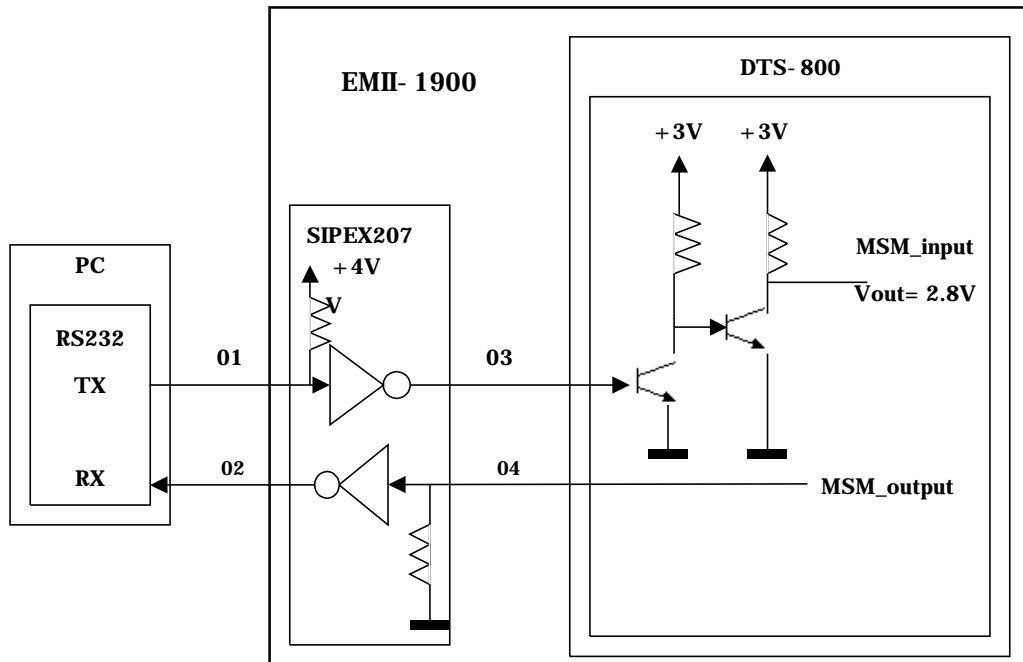 DTS- 800
EMII- 1900
+3V +3V
SIPEX207
+4V
V
MSM_input
Vout= 2.8V
PC
RS232
TX
RX
01
03
02
04
MSM_output